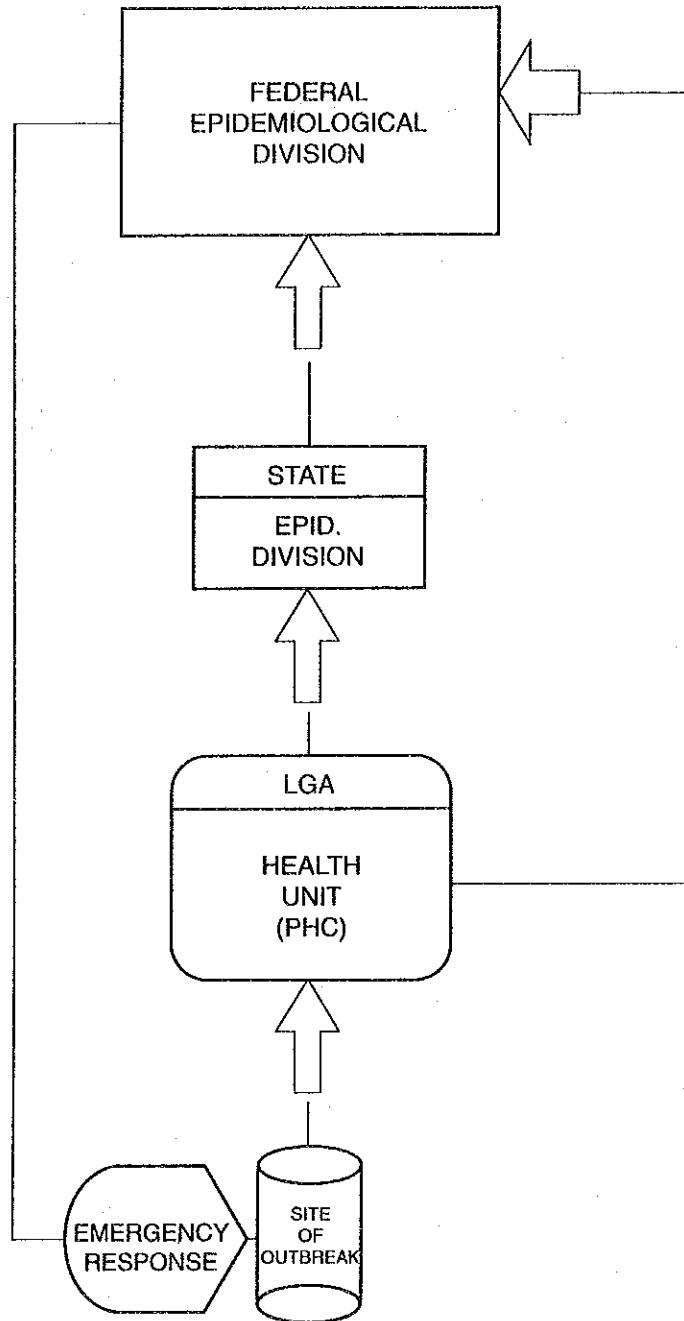 FEDERAL
EPIDEMIOLOGICAL
DIVISION
STATE
EPID.
DIVISION
LGA
HEALTH
UNIT
(PHC)
EMERGENCY
RESPONSE
SITE
OF
OUTBREAK